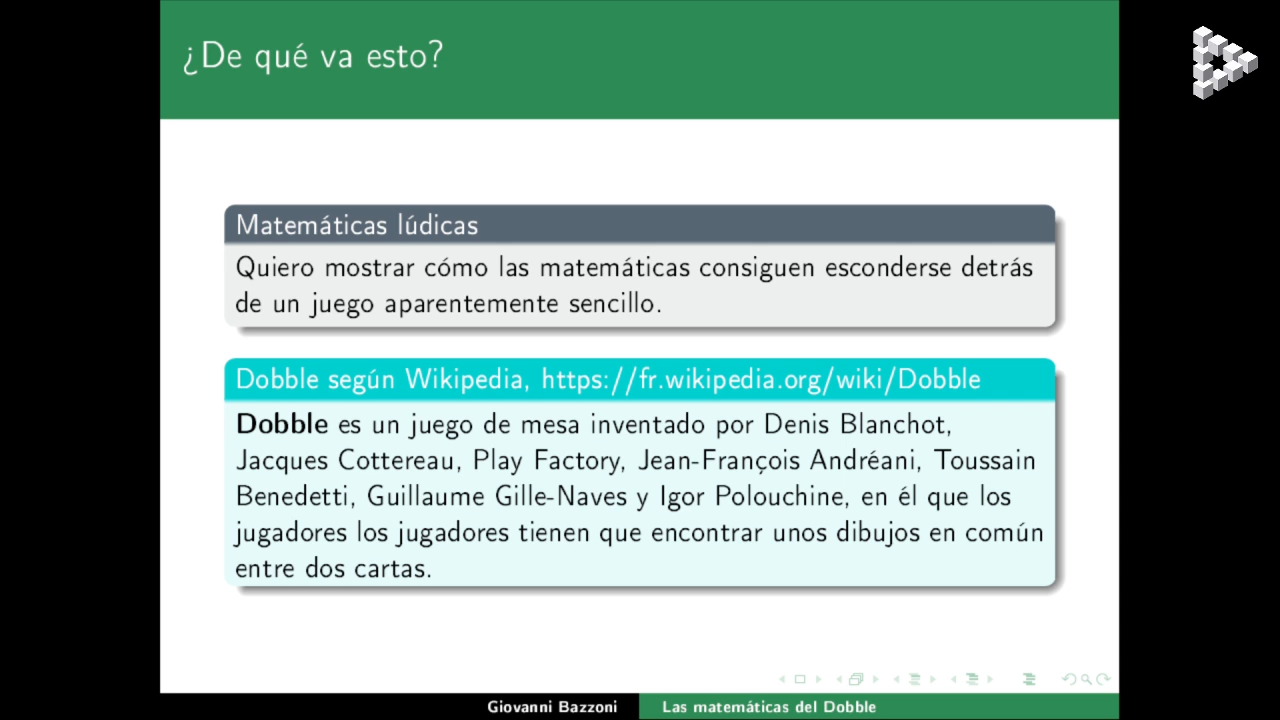 ¿De qué va esto?
Matemáticas lúdicas
Quiero mostrar cómo las matemáticas consiguen esconderse detrás
de un juego aparentemente sencillo.
Dobble según Wikipedia, https://fr.wikipedia.org/wiki/Dobble
Dobble es un juego de mesa inventado por Denis Blanchot,
Jacques Cottereau, Play Factory, Jean-François Andréani, Toussain
Benedetti, Guillaume Gille-Naves y Igor Polouchine, en él que los
jugadores los jugadores tienen que encontrar unos dibujos en común
entre dos cartas.
Giovanni Bazzoni
Las matemáticas del Dobble